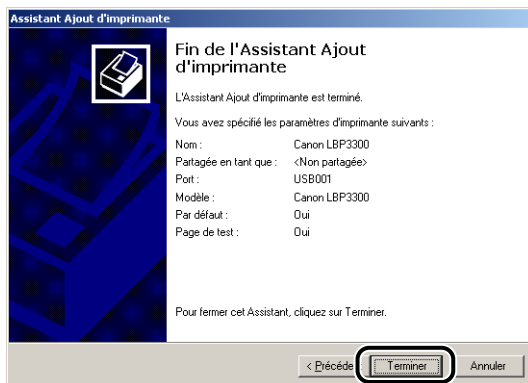 Assistant Ajout d'imprimante
Fin de l'Assistant Ajout
d'imprimante
L'Assistant Ajout d'imprimante est terminé.
Vous avez spécifié les paramètres d'imprimante suivants :
Nom : Canon LBP3300
Partagée en tant que : <Non partagée>
Port : USB001
Modèle : Canon LBP3300
Par défaut : Oui
Page de test : Oui
Pour fermer cet Assistant, cliquez sur Terminer.
< Précéde Terminer Annuler